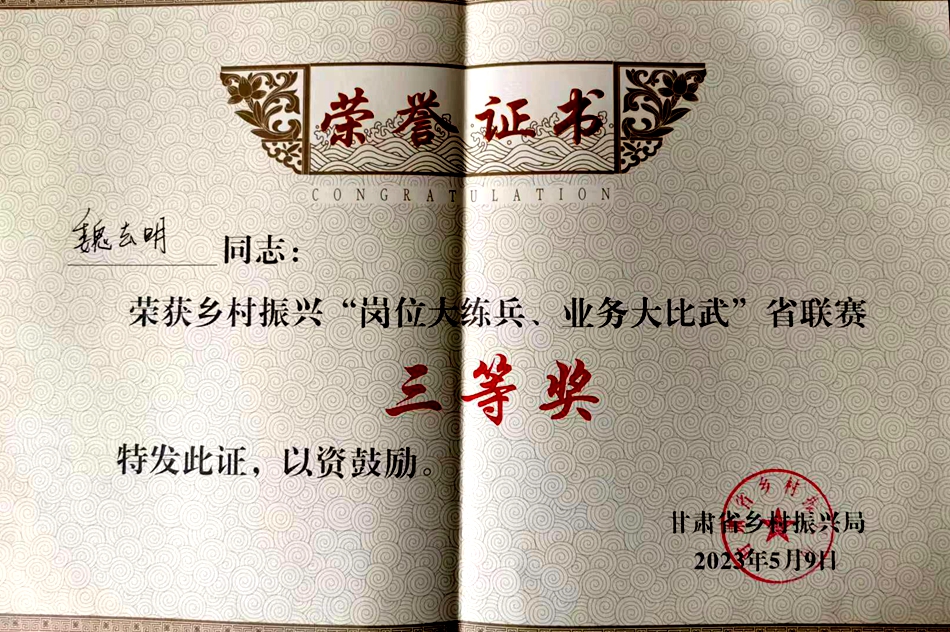 荣誉证书
CONGRATULATION
魏玄明 同志：
荣获乡村振兴“岗位大练兵、业务大比武”省联赛
三等奖
特发此证，以资鼓励。
甘肃省乡村振兴局
2023年5月9日